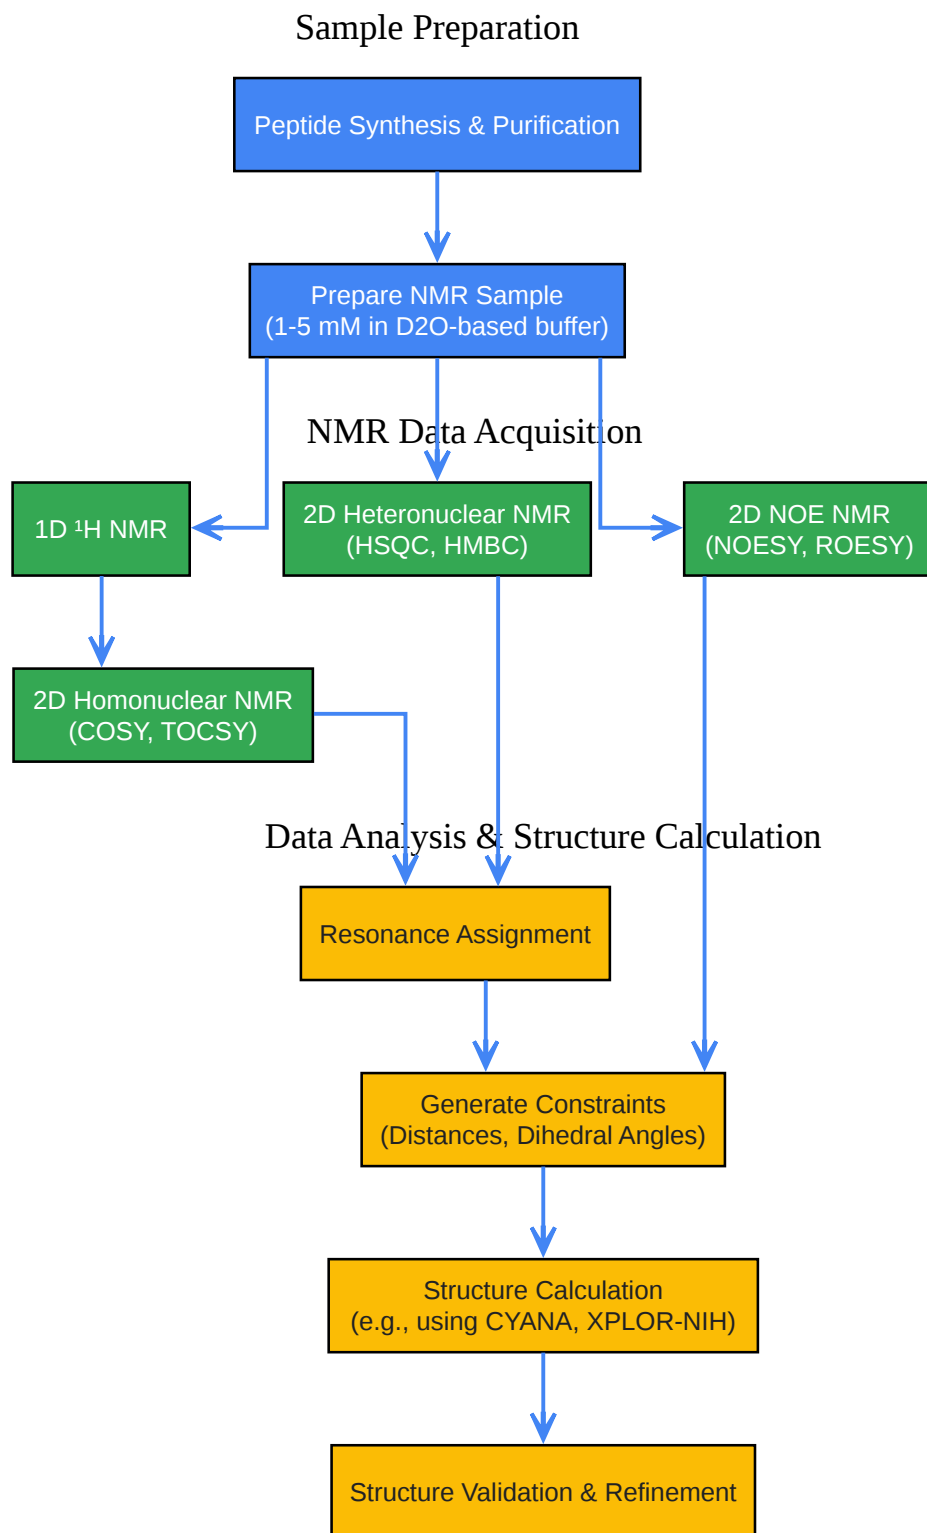 Sample Preparation
Peptide Synthesis & Purification
Prepare NMR Sample
(1-5 mM in D2O-based buffer)
NMR Data Acquisition
1D ¹H NMR
2D Heteronuclear NMR
(HSQC, HMBC)
2D NOE NMR
(NOESY, ROESY)
2D Homonuclear NMR
(COSY, TOCSY)
Data Analysis & Structure Calculation
Resonance Assignment
Generate Constraints
(Distances, Dihedral Angles)
Structure Calculation
(e.g., using CYANA, XPLOR-NIH)
Structure Validation & Refinement